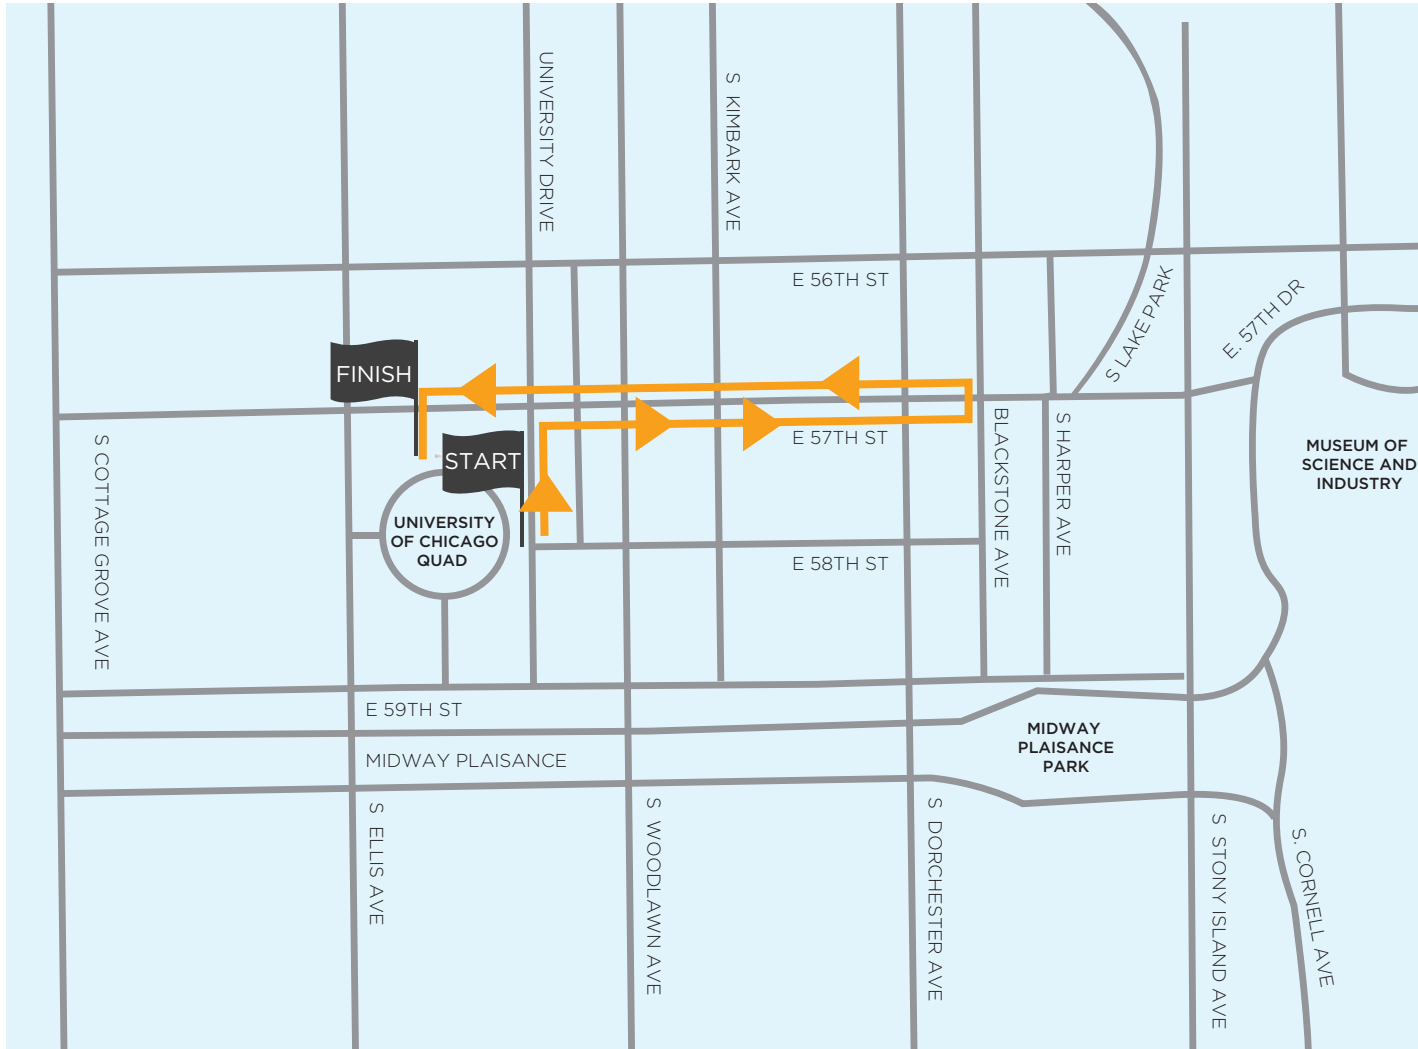 UNIVERSITY DRIVE
S KIMBARK AVE
E 56TH ST
S LAKE PARK
E. 57TH DR
FINISH
START
E 57TH ST
S COTTAGE GROVE AVE
BLACKSTONE AVE
S HARPER AVE
MUSEUM OF
SCIENCE AND
INDUSTRY
UNIVERSITY
OF CHICAGO
QUAD
E 58TH ST
E 59TH ST
MIDWAY PLAISANCE
MIDWAY
PLAISANCE
PARK
S ELLIS AVE
S WOODLAWN AVE
S DORCHESTER AVE
S STONY ISLAND AVE
S. CORNELL AVE